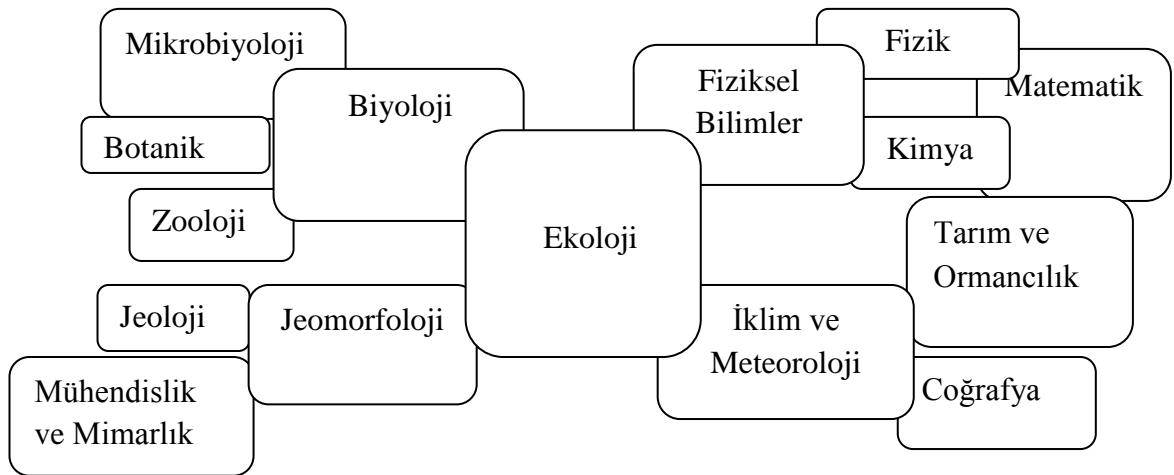 Mikrobiyoloji
Biyoloji
Botanik
Zooloji
Jeoloji
Jeomorfoloji
Mühendislik
ve Mimarlık
Ekoloji
Fiziksel
Bilimler
Fizik
Matematik
Kimya
Tarım ve
Ormancılık
İklim ve
Meteoroloji
Coğrafya